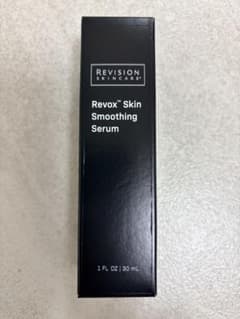 REVISION
SKINCARE®
Revox™ Skin
Smoothing
Serum
1 FL OZ | 30 mL